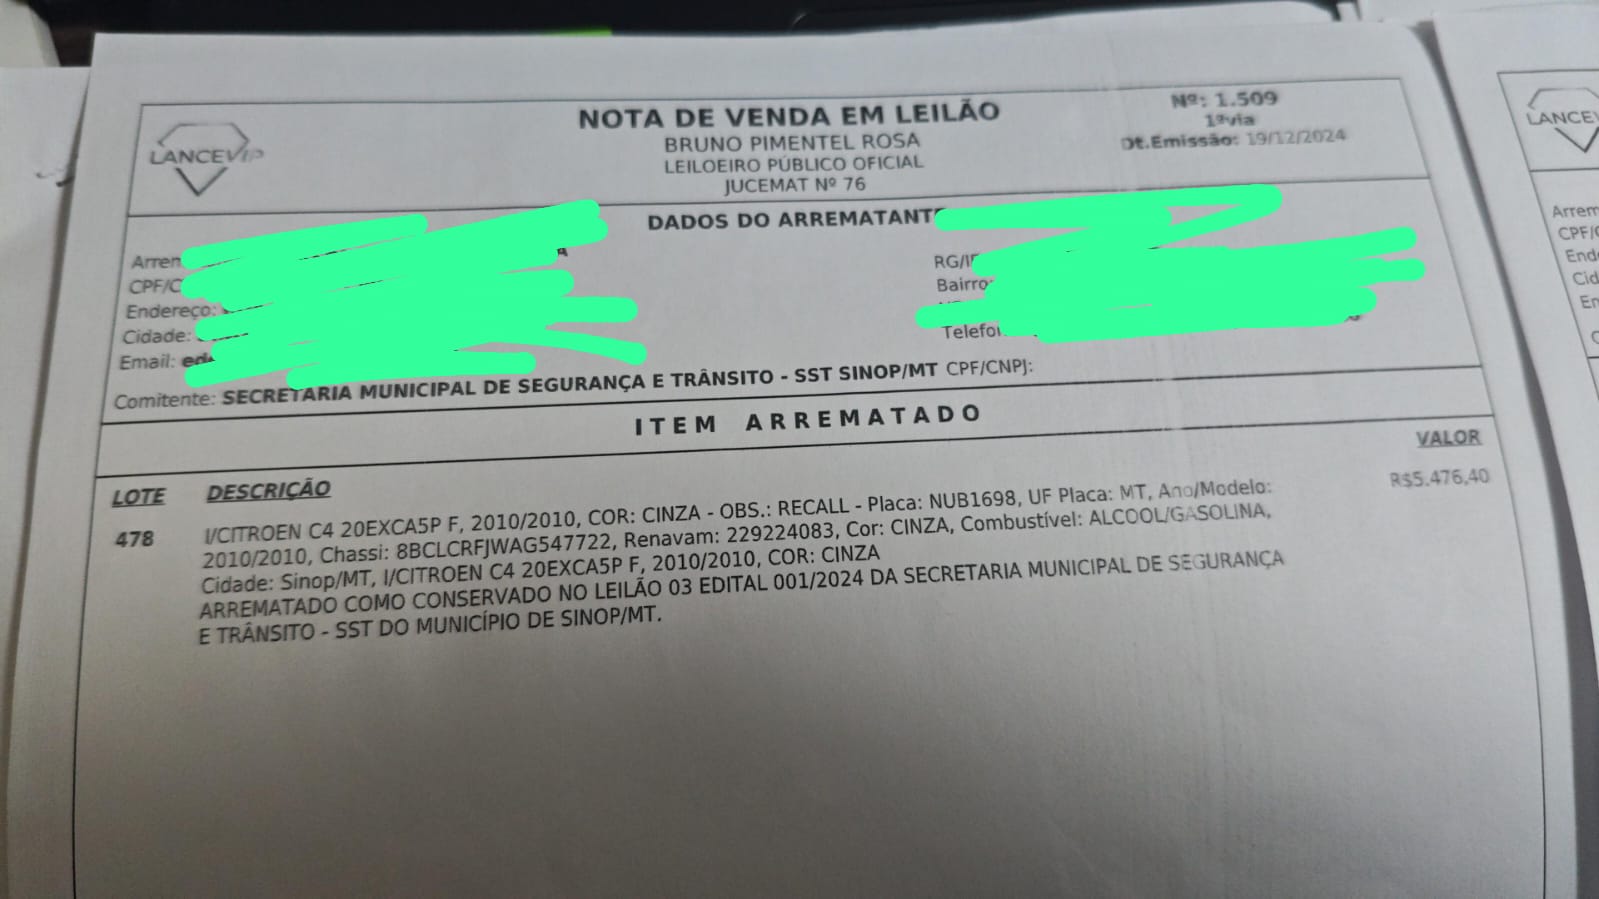 LANCEVIP
NOTA DE VENDA EM LEILÃO
BRUNO PIMENTEL ROSA
LEILOEIRO PÚBLICO OFICIAL
JUCEMAT Nº 76
Nº: 1.509
1ªvia
Dt.Emissão: 19/12/2024
DADOS DO ARREMATANT
Arrem
CPF/C
Endereço:
Cidade:
Email:
RG/I
Bairro:
Telefo
Comitente: SECRETARIA MUNICIPAL DE SEGURANÇA E TRÂNSITO - SST SINOP/MT CPF/CNPJ:
ITEM ARREMATADO
LOTE DESCRIÇÃO VALOR
478 I/CITROEN C4 20EXCA5P F, 2010/2010, COR: CINZA - OBS.: RECALL - Placa: NUB1698, UF Placa: MT, Ano/Modelo: R$5.476,40
2010/2010, Chassi: 8BCLCRFJWAG547722, Renavam: 229224083, Cor: CINZA, Combustível: ALCOOL/GASOLINA,
Cidade: Sinop/MT, I/CITROEN C4 20EXCA5P F, 2010/2010, COR: CINZA
ARREMATADO COMO CONSERVADO NO LEILÃO 03 EDITAL 001/2024 DA SECRETARIA MUNICIPAL DE SEGURANÇA
E TRÂNSITO - SST DO MUNICÍPIO DE SINOP/MT.
LANCEV
Arrem
CPF/C
Ende
Cid